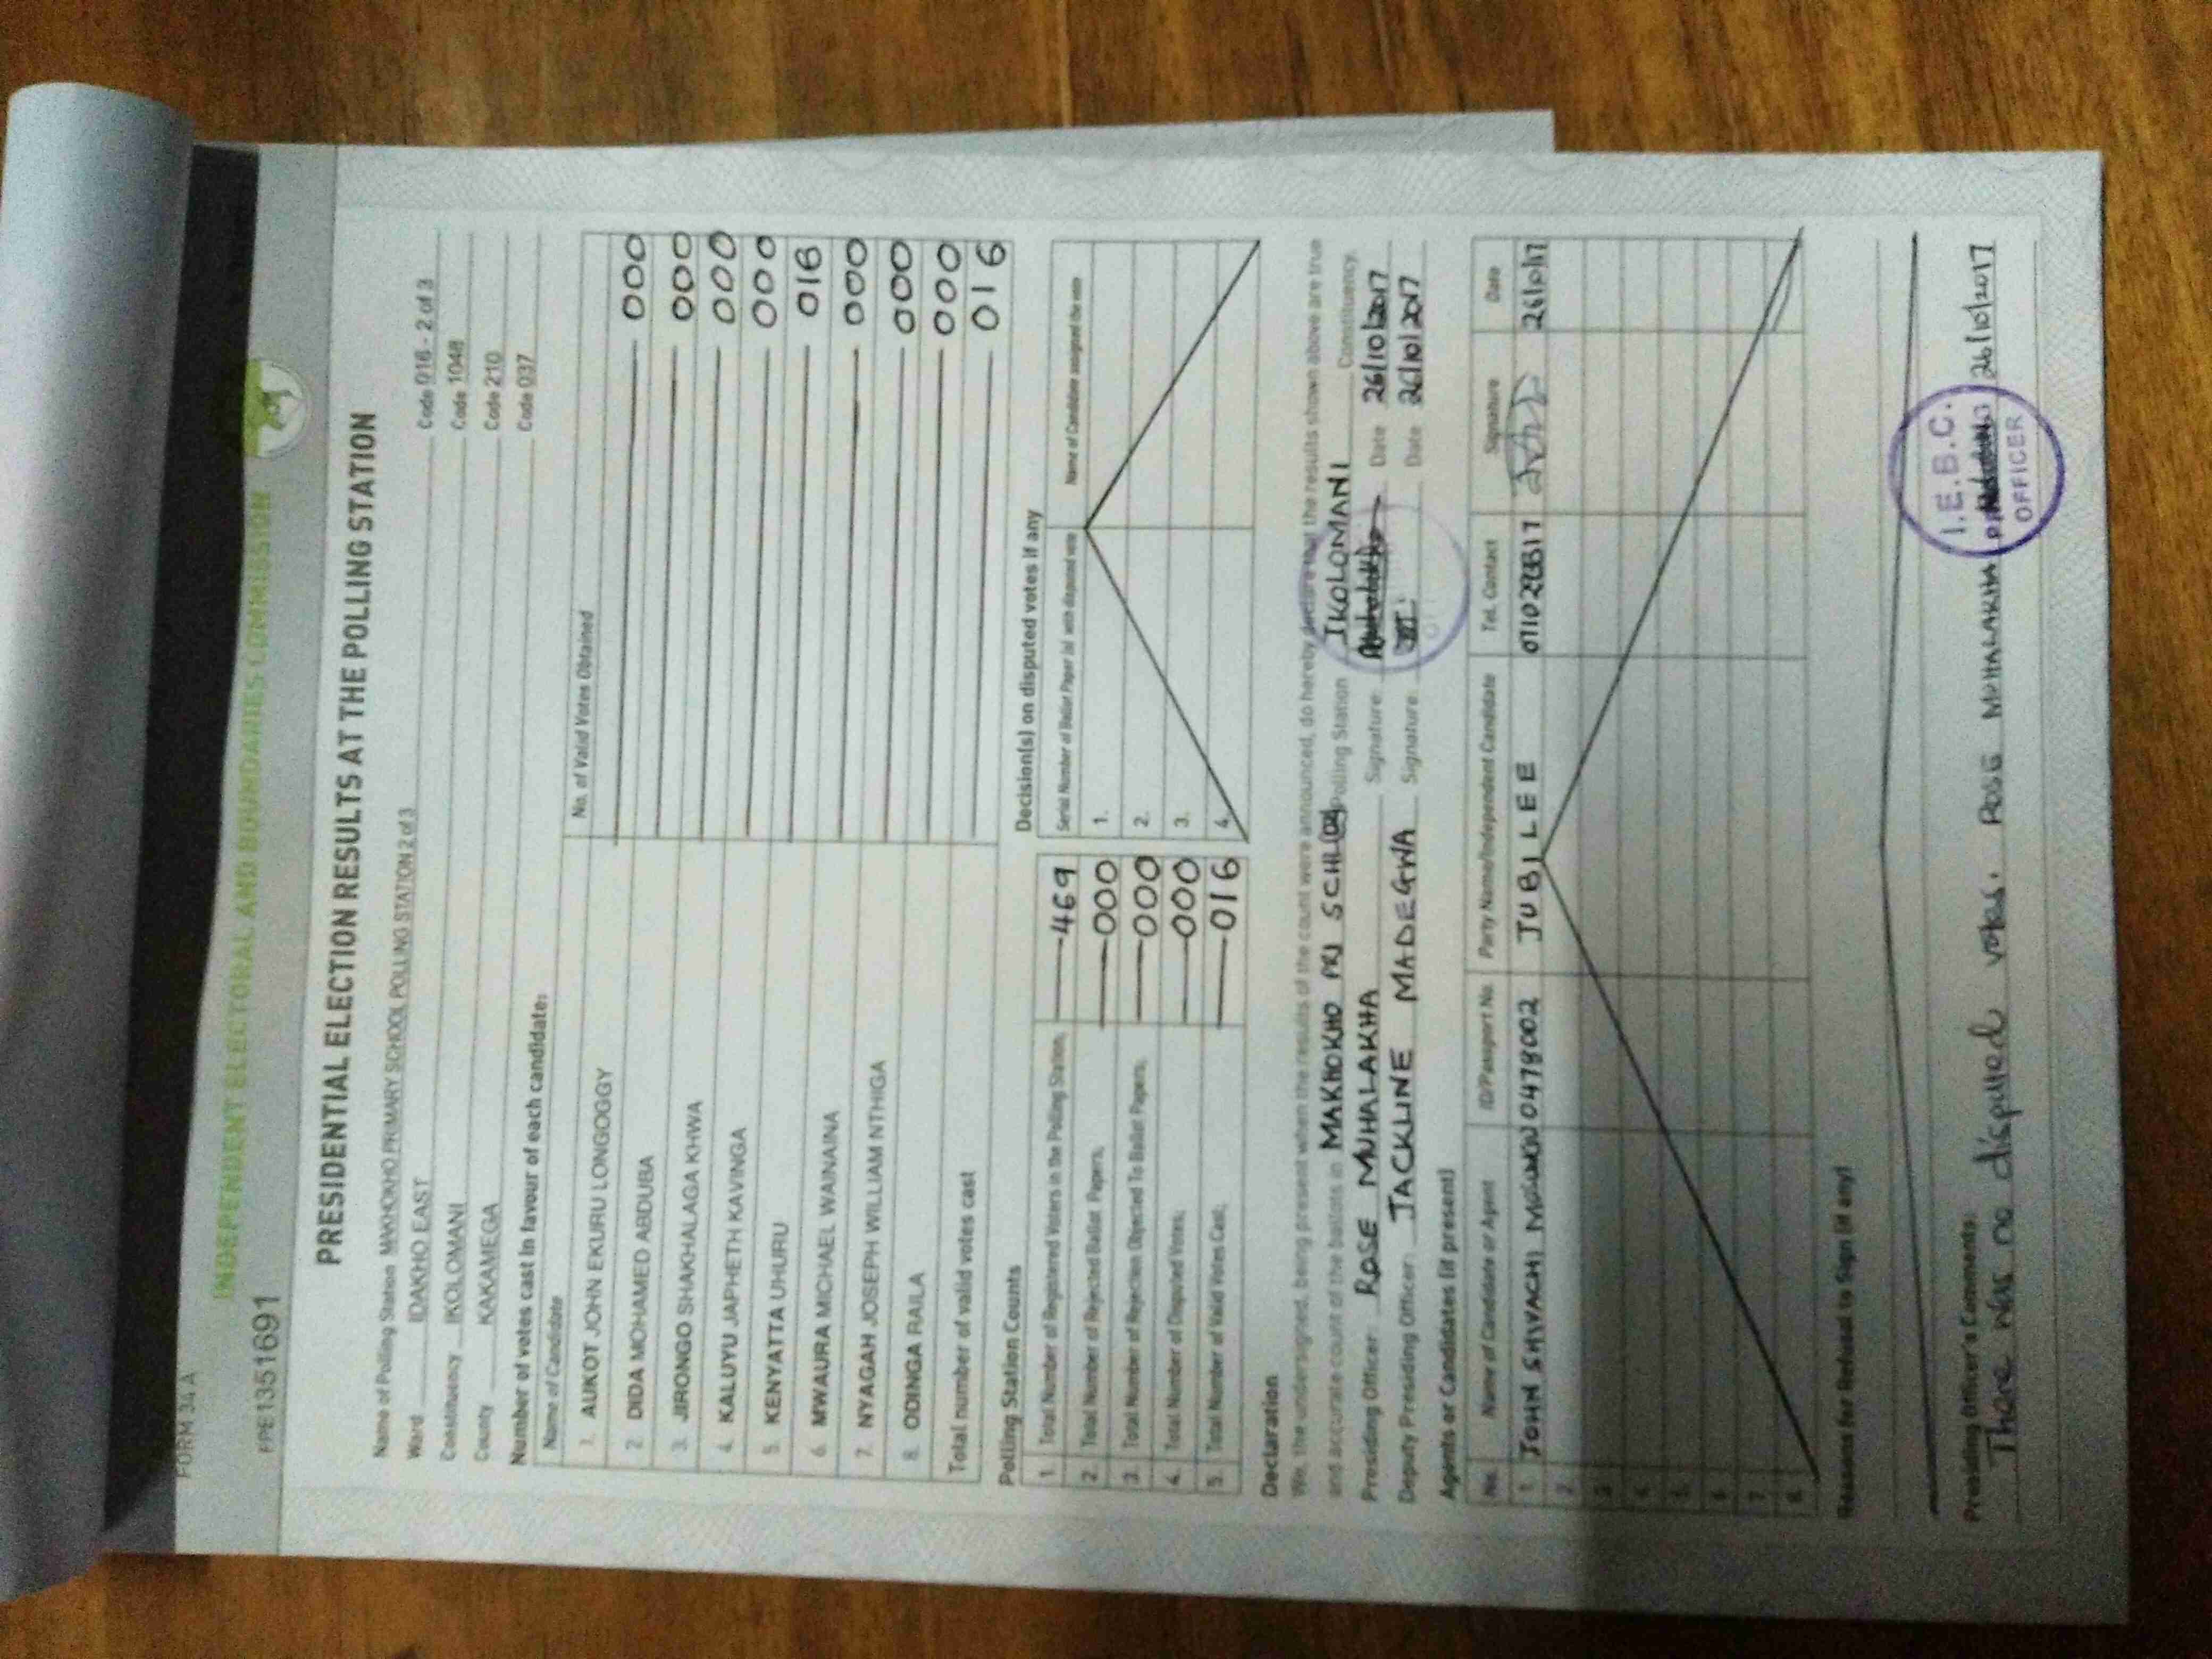 FORM 34 A
INDEPENDENT ELECTORAL AND BOUNDARIES COMMISSION
FPE1351691
PRESIDENTIAL ELECTION RESULTS AT THE POLLING STATION
Name of Polling Station MAKHOKHO PRIMARY SCHOOL POLLING STATION 2 of 3 Code 016 - 2 of 3
Ward IDAKHO EAST Code 1048
Constituency IKOLOMANI Code 210
County KAKAMEGA Code 037
Number of votes cast in favour of each candidate:
Name of Candidate No. of Valid Votes Obtained
1. AUKOT JOHN EKURU LONGOGGY 000
2. DIDA MOHAMED ABDUBA 000
3. JIRONGO SHAKHALAGA KHWA 000
4. KALUYU JAPHETH KAVINGA 000
5. KENYATTA UHURU 016
6. MWAURA MICHAEL WAINAINA 000
7. NYAGAH JOSEPH WILLIAM NTHIGA 000
8. ODINGA RAILA 000
Total number of valid votes cast 016
Polling Station Counts
1. Total Number of Registered Voters in the Polling Station; 469
2. Total Number of Rejected Ballot Papers; 000
3. Total Number of Rejection Objected To Ballot Papers; 000
4. Total Number of Disputed Votes; 000
5. Total Number of Valid Votes Cast; 016
Decision(s) on disputed votes if any
Serial Number of Ballot Paper (s) with disputed vote Name of Candidate assigned the vote
1.
2.
3.
4.
Declaration
We, the undersigned, being present when the results of the count were announced, do hereby declare that the results shown above are true
and accurate count of the ballots in MAKHOKHO PRI SCHL Polling Station IKOLOMANI Constituency.
Presiding Officer: ROSE MUHALAKHA Signature: Date 26/10/2017
Deputy Presiding Officer: JACKLINE MADEGWA Signature: Date 26/10/2017
Agents or Candidates (if present)
No. Name of Candidate or Agent ID/Passport No. Party Name/Independent Candidate Tel. Contact Signature Date
1. JOHN SHIVACHI 0478002 JUBILEE 26/10/17
2.
3.
4.
5.
6.
7.
8.
Reasons for Refusal to Sign (if any)
Presiding Officer's Comments:
There was no disputed votes. ROSE MUHALAKHA 26/10/2017
I.E.B.C.
OFFICER